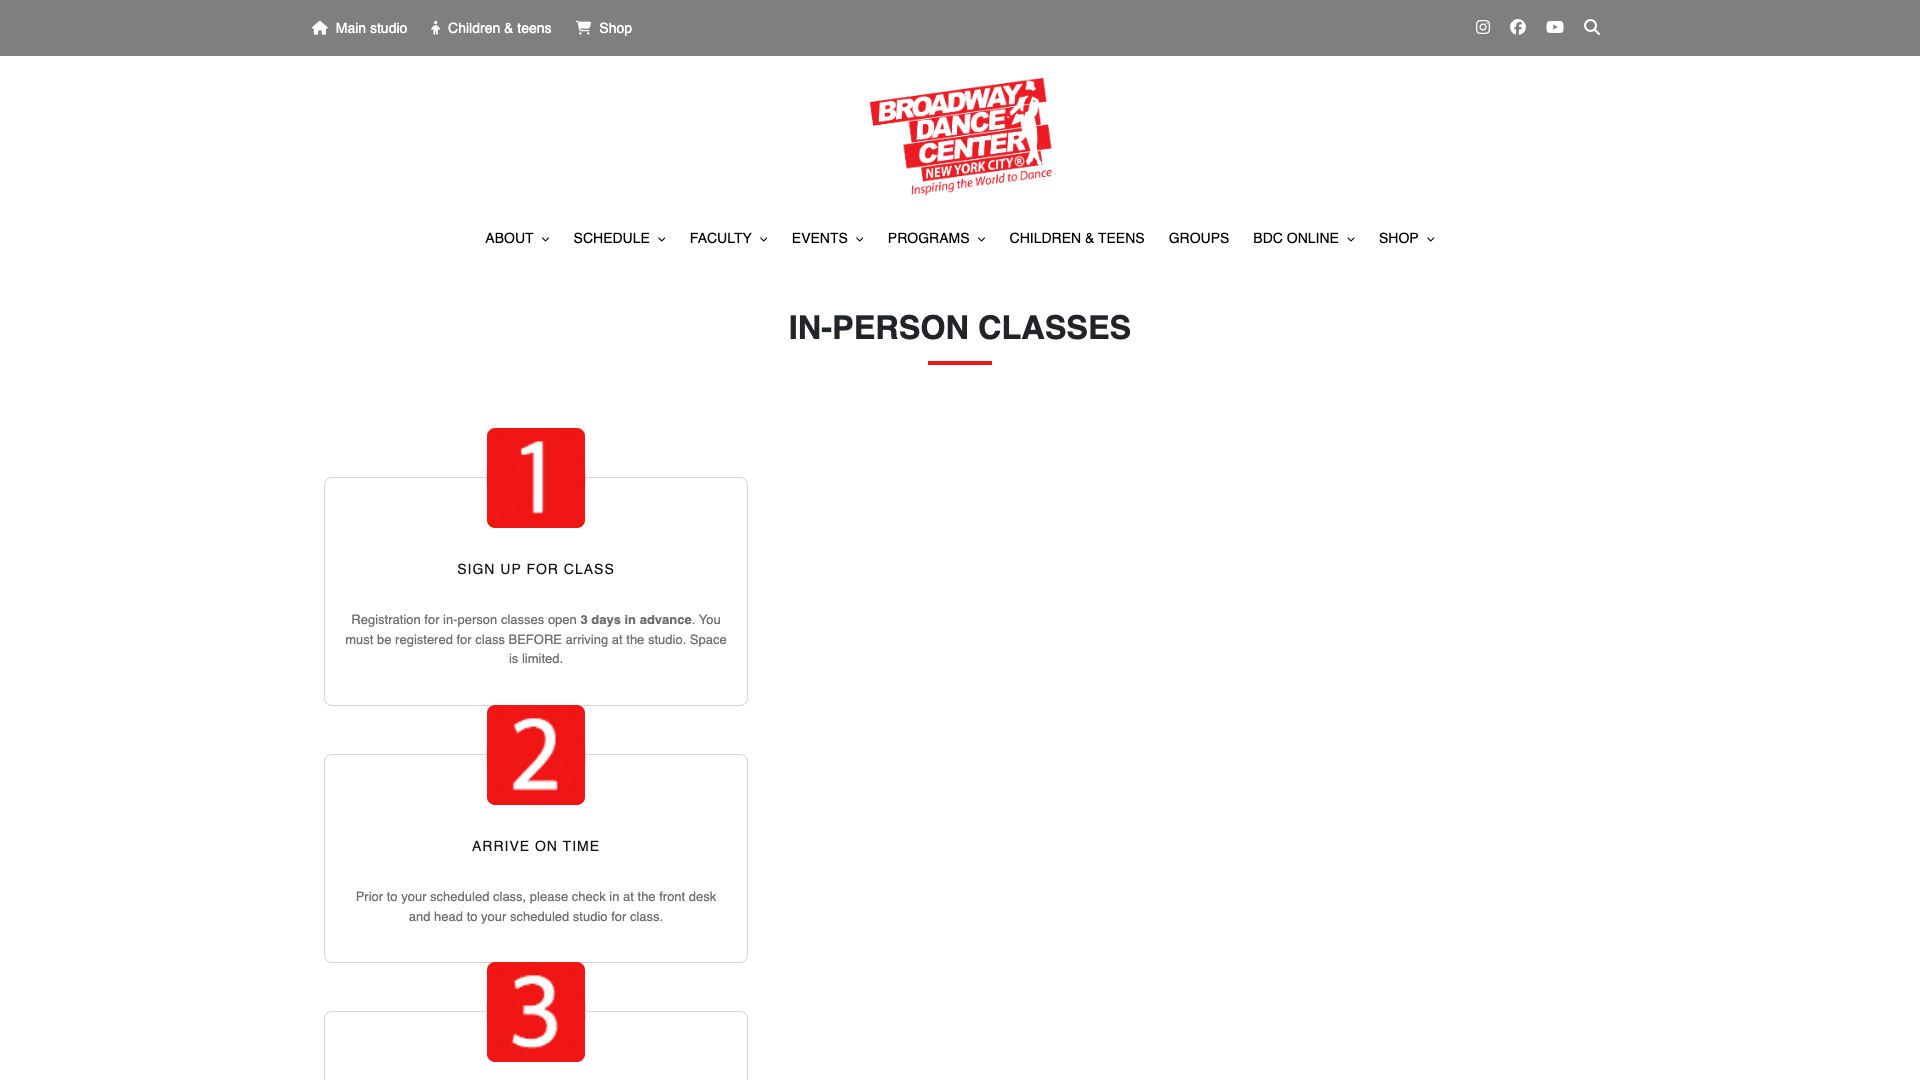 Main studio Children & teens Shop
BROADWAY
DANCE
CENTER
NEW YORK CITY®
Inspiring the World to Dance
ABOUT SCHEDULE FACULTY EVENTS PROGRAMS CHILDREN & TEENS GROUPS BDC ONLINE SHOP
IN-PERSON CLASSES
1
SIGN UP FOR CLASS
Registration for in-person classes open 3 days in advance. You
must be registered for class BEFORE arriving at the studio. Space
is limited.
2
ARRIVE ON TIME
Prior to your scheduled class, please check in at the front desk
and head to your scheduled studio for class.
3